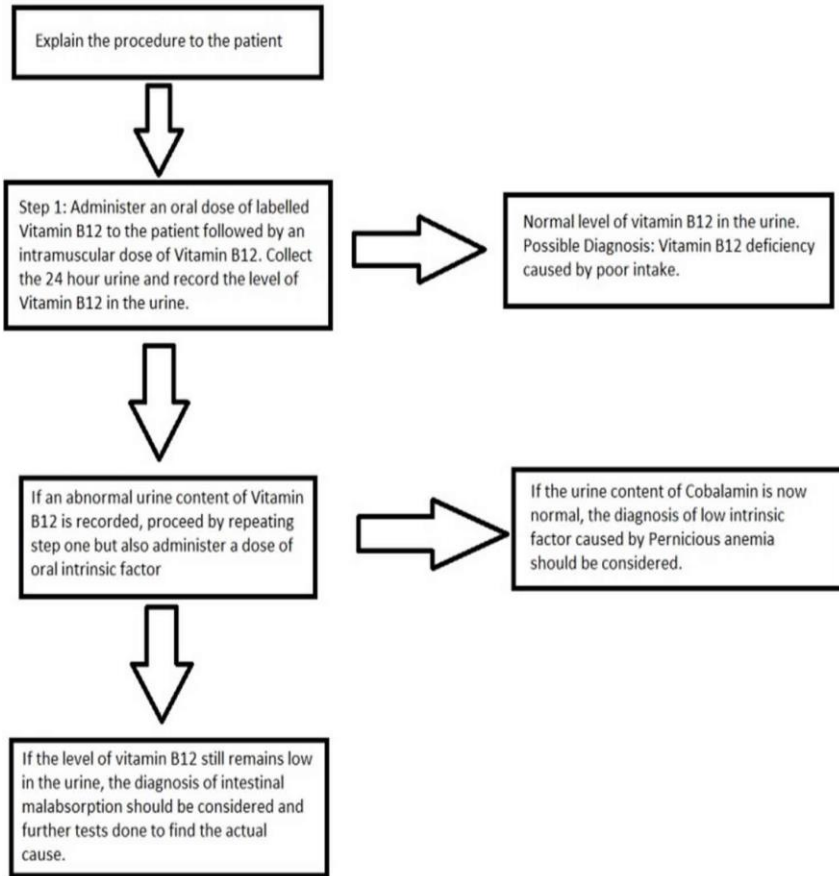 Explain the procedure to the patient
Step 1: Administer an oral dose of labelled
Vitamin B12 to the patient followed by an
intramuscular dose of Vitamin B12. Collect
the 24 hour urine and record the level of
Vitamin B12 in the urine.
Normal level of vitamin B12 in the urine.
Possible Diagnosis: Vitamin B12 deficiency
caused by poor intake.
If an abnormal urine content of Vitamin
B12 is recorded, proceed by repeating
step one but also administer a dose of
oral intrinsic factor
If the urine content of Cobalamin is now
normal, the diagnosis of low intrinsic
factor caused by Pernicious anemia
should be considered.
If the level of vitamin B12 still remains low
in the urine, the diagnosis of intestinal
malabsorption should be considered and
further tests done to find the actual
cause.